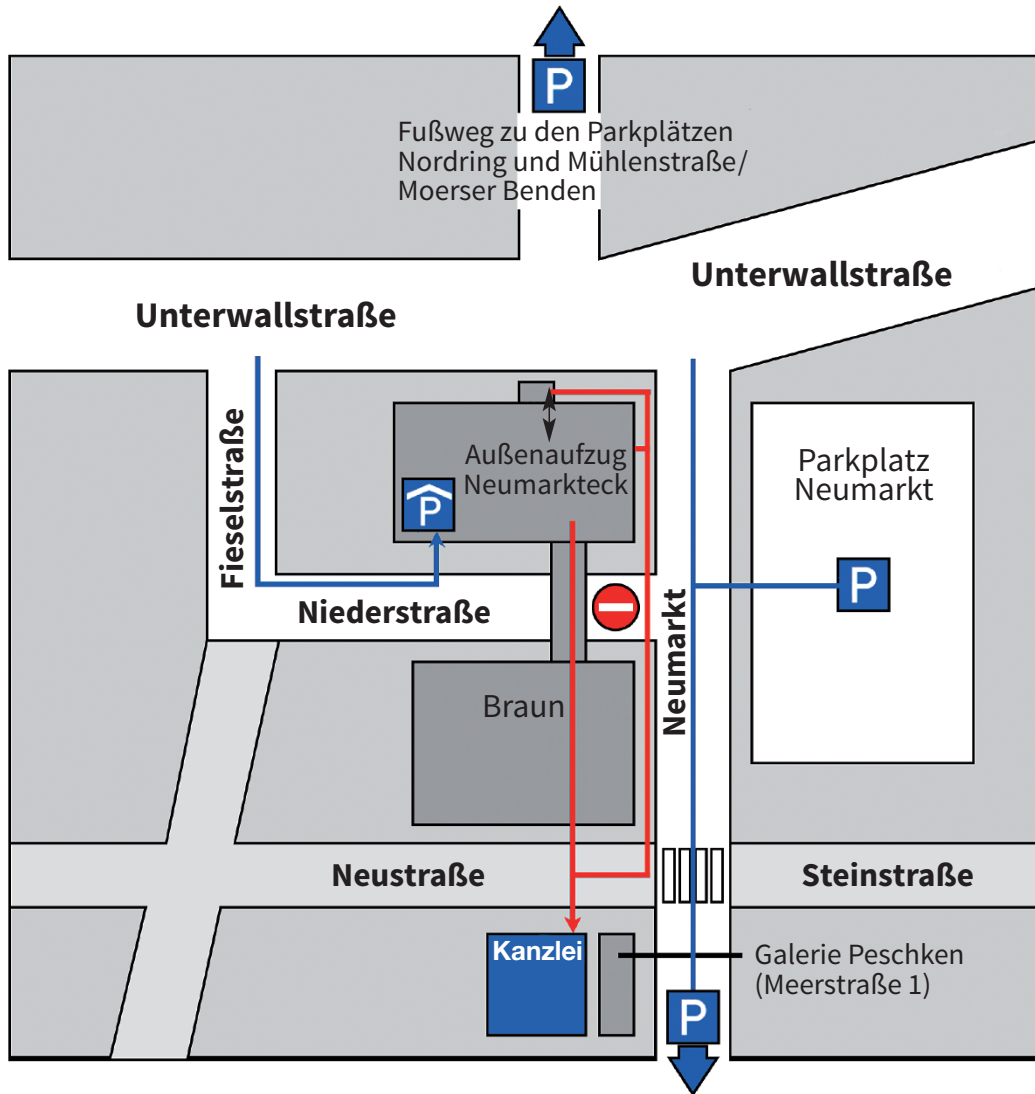 P
Fußweg zu den Parkplätzen
Nordring und Mühlenstraße/
Moerser Benden
Unterwallstraße
Unterwallstraße
Fieselstraße
Außenaufzug
Neumarkteck
P
Parkplatz
Neumarkt
P
Niederstraße
Neumarkt
Braun
Neustraße
Steinstraße
Kanzlei
Galerie Peschken
(Meerstraße 1)
P